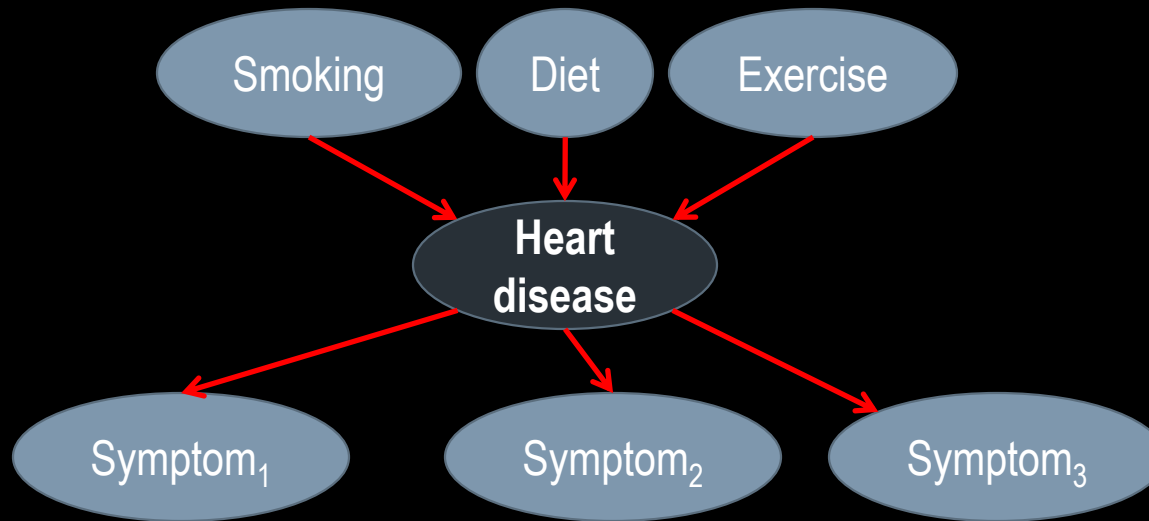 Smoking
Diet
Exercise
Heart
disease
Symptom₁
Symptom₂
Symptom₃